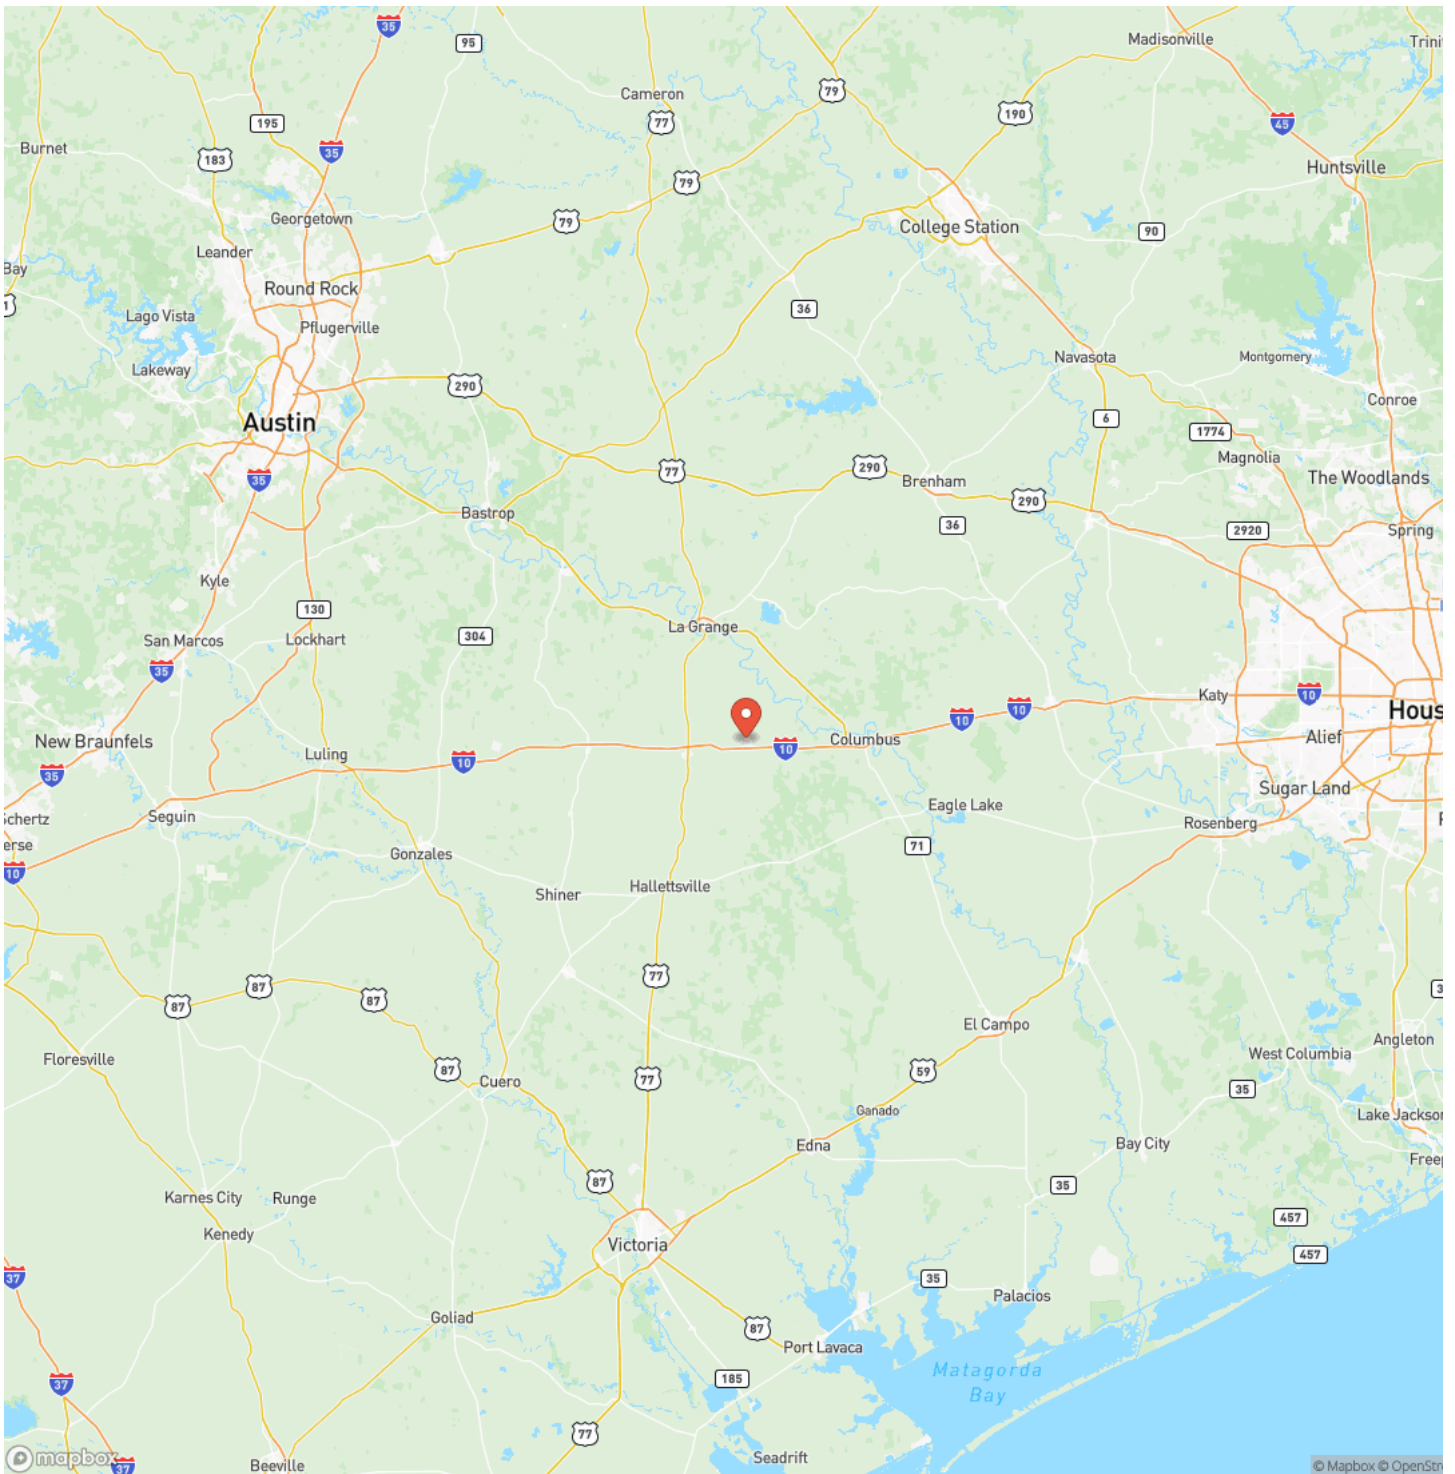 35
95
Madisonville
Trini
Cameron
79
77
190
45
195
Burnet
183
35
Huntsville
79
Georgetown
79
College Station
90
Leander
Bay
Round Rock
1
36
Lago Vista
Pflugerville
Navasota
Montgomery
Lakeway
290
Conroe
Austin
6
1774
Magnolia
77
290
Brenham
The Woodlands
35
290
Bastrop
36
2920
Spring
Kyle
130
La Grange
San Marcos
Lockhart
304
35
Katy
10
10
10
Hous
New Braunfels
Columbus
Alief
Luling
10
10
35
Sugar Land
Eagle Lake
Schertz
Seguin
Rosenberg
erse
71
Gonzales
10
Hallettsville
Shiner
77
87
87
87
3
El Campo
Angleton
Floresville
West Columbia
87
59
77
Cuero
35
Ganado
Lake Jackson
Edna
Bay City
Freep
87
35
Karnes City
Runge
457
Kenedy
Victoria
457
37
35
Palacios
Goliad
87
Port Lavaca
Matagorda
Bay
185
37
77
mapbox
Seadrift
37
Beeville
© Mapbox © OpenStre